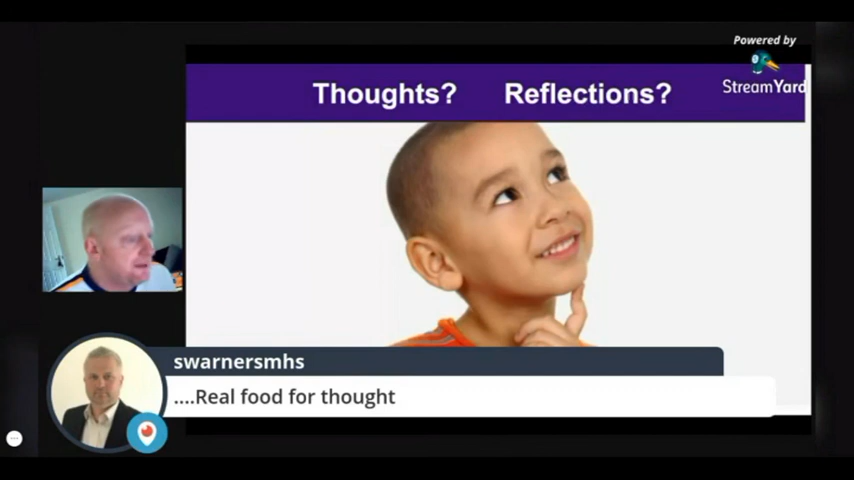 Powered by
StreamYard
Thoughts? Reflections?
swarnersmhs
....Real food for thought